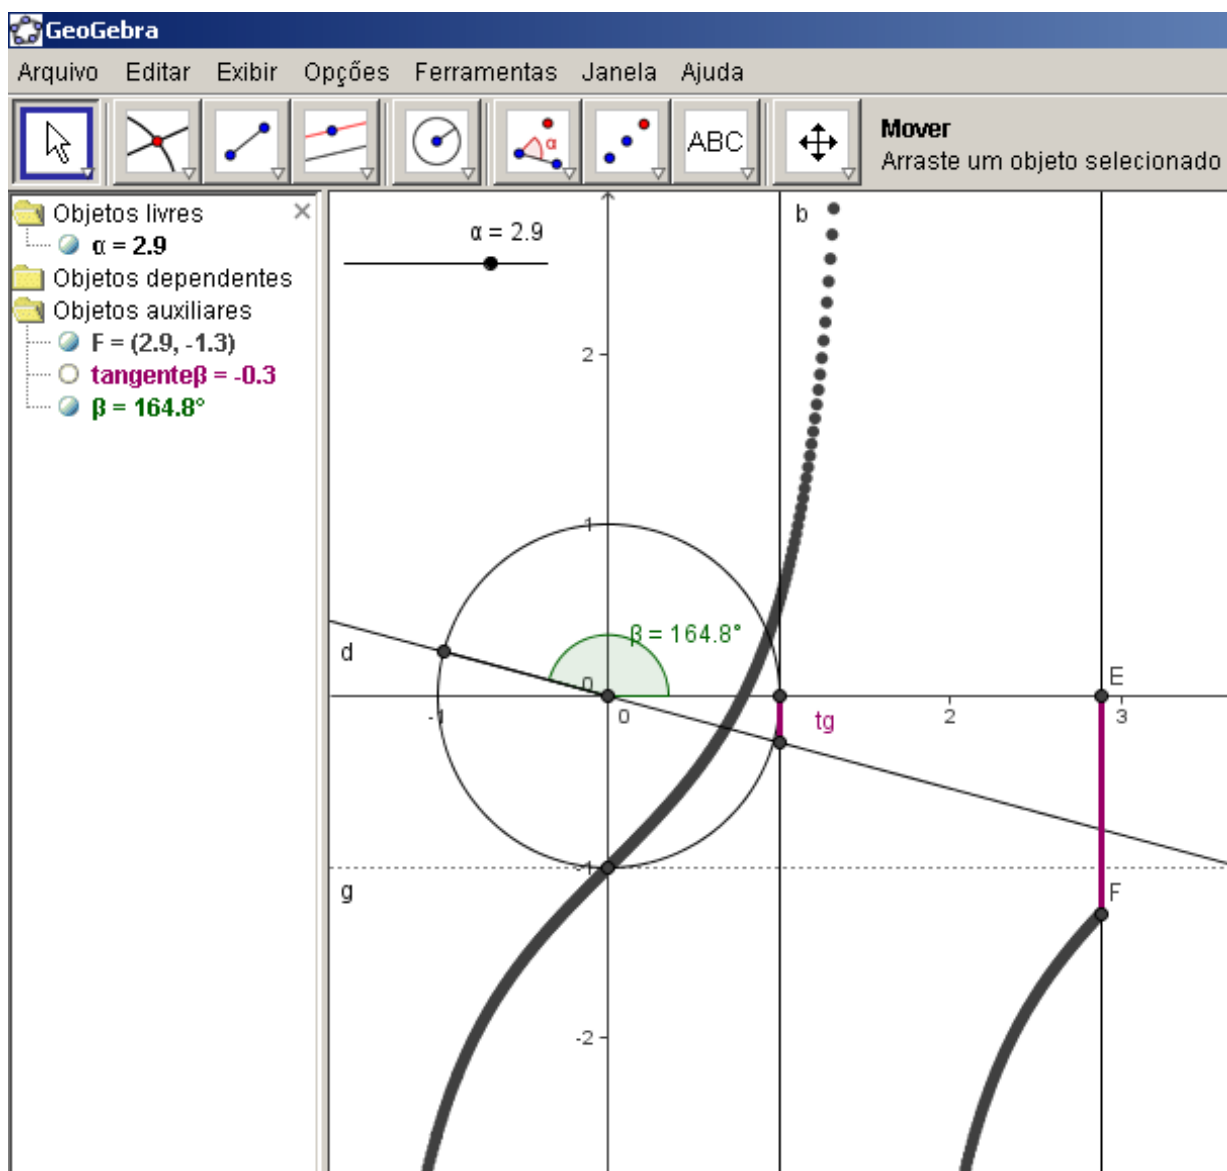 GeoGebra
Arquivo Editar Exibir Opções Ferramentas Janela Ajuda
ABC
α
Mover
Arraste um objeto selecionado
Objetos livres
α = 2.9
Objetos dependentes
Objetos auxiliares
F = (2.9, -1.3)
tangenteβ = -0.3
β = 164.8°
α = 2.9
b
2
1
β = 164.8°
d
0
E
-1
0
tg
2
3
-1
g
F
-2